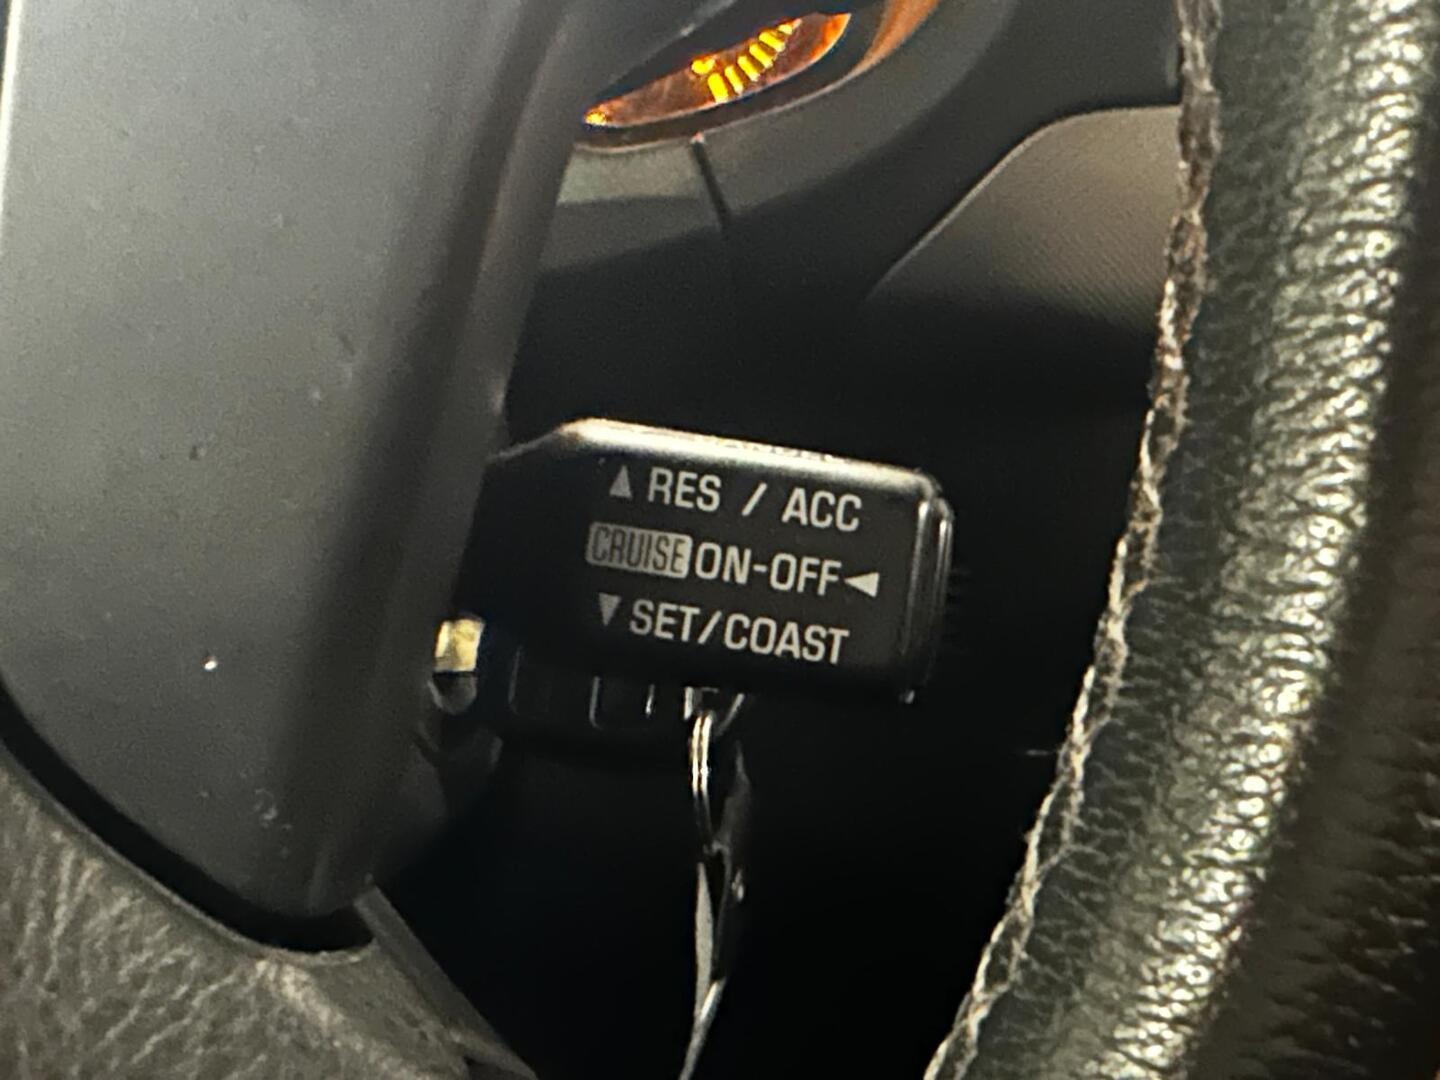 ▲ RES / ACC
CRUISE ON-OFF ◄
▼ SET/COAST